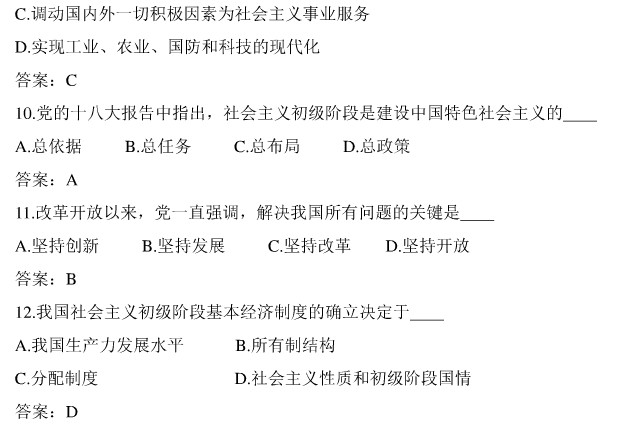 C.调动国内外一切积极因素为社会主义事业服务
D.实现工业、农业、国防和科技的现代化
答案：C
10.党的十八大报告中指出，社会主义初级阶段是建设中国特色社会主义的____
A.总依据 B.总任务 C.总布局 D.总政策
答案：A
11.改革开放以来，党一直强调，解决我国所有问题的关键是____
A.坚持创新 B.坚持发展 C.坚持改革 D.坚持开放
答案：B
12.我国社会主义初级阶段基本经济制度的确立决定于____
A.我国生产力发展水平 B.所有制结构
C.分配制度 D.社会主义性质和初级阶段国情
答案：D